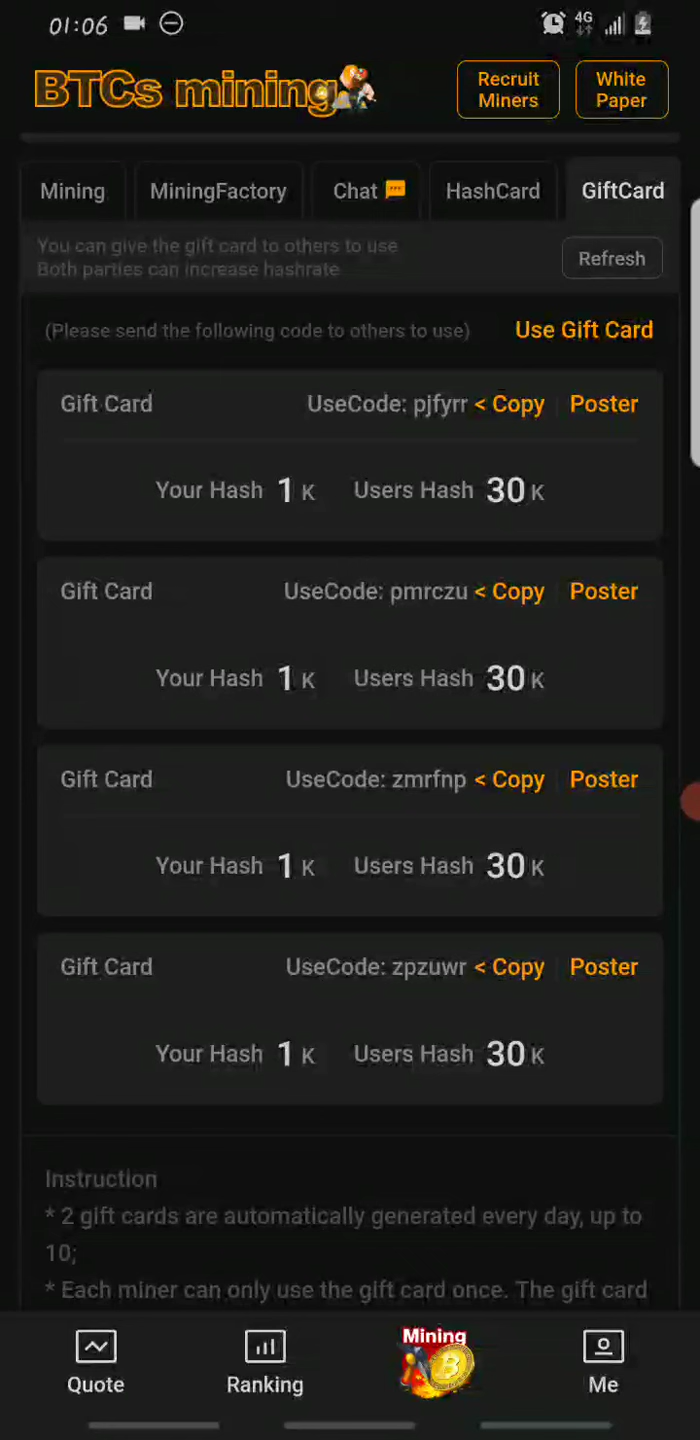 01:06
4G
BTCs mining
Recruit Miners
White Paper
Mining
MiningFactory
Chat
HashCard
GiftCard
You can give the gift card to others to use
Both parties can increase hashrate
Refresh
(Please send the following code to others to use)
Use Gift Card
Gift Card UseCode: pjfyrr < Copy Poster
Your Hash 1 K Users Hash 30 K
Gift Card UseCode: pmrczu < Copy Poster
Your Hash 1 K Users Hash 30 K
Gift Card UseCode: zmrfnp < Copy Poster
Your Hash 1 K Users Hash 30 K
Gift Card UseCode: zpzuwr < Copy Poster
Your Hash 1 K Users Hash 30 K
Instruction
* 2 gift cards are automatically generated every day, up to
10;
* Each miner can only use the gift card once. The gift card
Mining
Quote
Ranking
Me